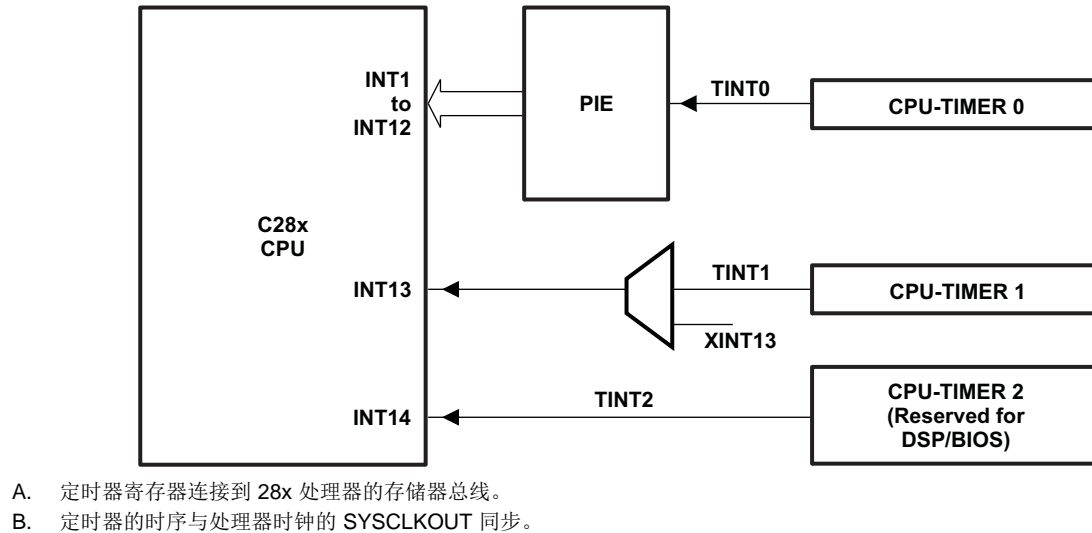 INT1
to
INT12
PIE
TINT0
CPU-TIMER 0
C28x
CPU
INT13
TINT1
CPU-TIMER 1
XINT13
INT14
TINT2
CPU-TIMER 2
(Reserved for
DSP/BIOS)
A. 定时器寄存器连接到 28x 处理器的存储器总线。
B. 定时器的时序与处理器时钟的 SYSCLKOUT 同步。